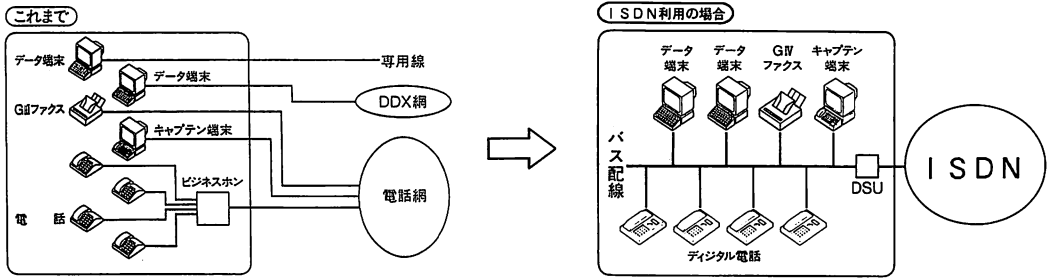 これまで
データ端末
専用線
データ端末
DDX網
GⅢファクス
キャプテン端末
電話網
ビジネスホン
電話
ISDN利用の場合
データ
端末
データ
端末
GⅣ
ファクス
キャプテン
端末
バス配線
DSU
ISDN
ディジタル電話